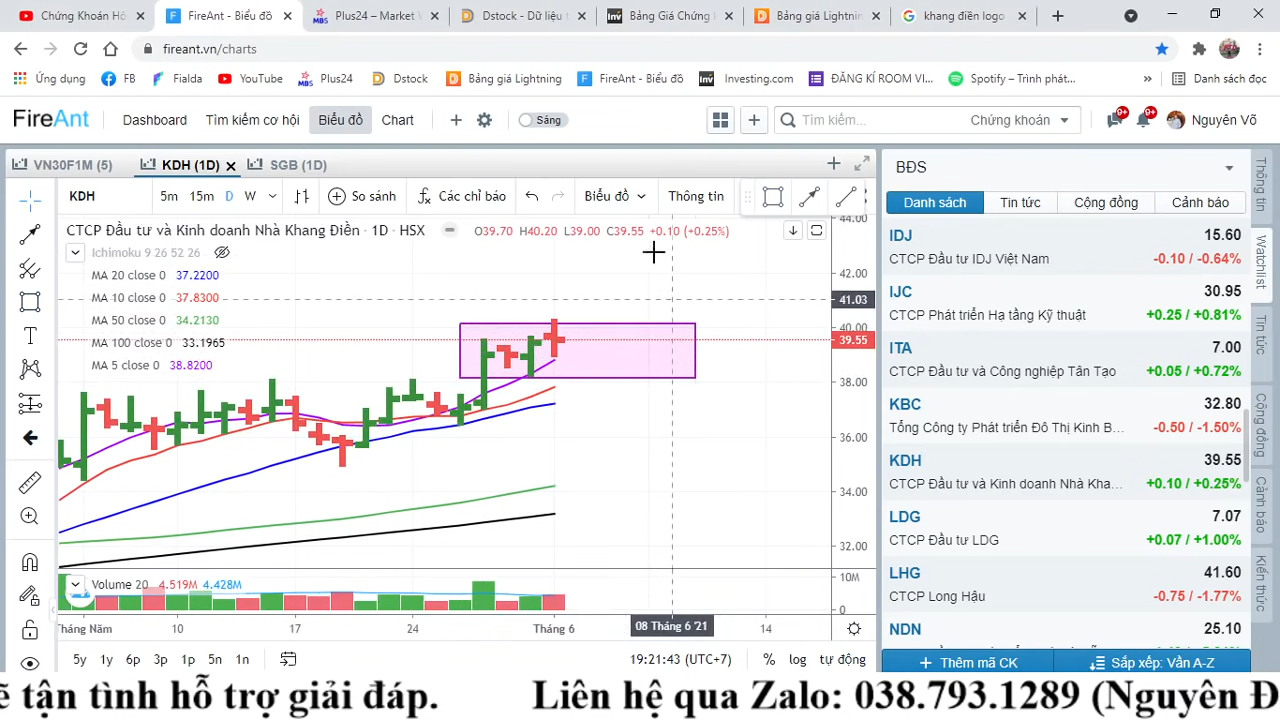 Chứng Khoán Hô
FireAnt - Biểu đồ
MBS
Plus24 – Market W
Dstock - Dữ liệu t
Inv
Bảng Giá Chứng k
Bảng giá Lightnin
khang điền logo
fireant.vn/charts
Ứng dụng
FB
Fialda
YouTube
MBS
Plus24
Dstock
Bảng giá Lightning
FireAnt - Biểu đồ
Inv
Investing.com
ĐĂNG KÍ ROOM VI...
Spotify – Trình phát...
»
Danh sách đọc
FireAnt
Dashboard
Tìm kiếm cơ hội
Biểu đồ
Chart
Sáng
Tìm kiếm...
Chứng khoán
9+
9+
Nguyên Võ
VN30F1M (5)
KDH (1D)
SGB (1D)
KDH
5m
15m
D
W
So sánh
Các chỉ báo
Biểu đồ
Thông tin
CTCP Đầu tư và Kinh doanh Nhà Khang Điền · 1D · HSX
O39.70 H40.20 L39.00 C39.55 +0.10 (+0.25%)
Ichimoku 9 26 52 26
MA 20 close 0 37.2200
MA 10 close 0 37.8300
MA 50 close 0 34.2130
MA 100 close 0 33.1965
MA 5 close 0 38.8200
44.00
42.00
41.03
40.00
39.55
38.00
36.00
34.00
32.00
Volume 20 4.519M 4.428M
10M
0
Tháng Năm
10
17
24
Tháng 6
08 Tháng 6 '21
14
5y
1y
6p
3p
1p
5n
1n
19:21:43 (UTC+7)
%
log
tự động
BĐS
Danh sách
Tin tức
Cộng đồng
Cảnh báo
IDJ 15.60
CTCP Đầu tư IDJ Việt Nam -0.10 / -0.64%
IJC 30.95
CTCP Phát triển Hạ tầng Kỹ thuật +0.25 / +0.81%
ITA 7.00
CTCP Đầu tư và Công nghiệp Tân Tạo +0.05 / +0.72%
KBC 32.80
Tổng Công ty Phát triển Đô Thị Kinh B... -0.50 / -1.50%
KDH 39.55
CTCP Đầu tư và Kinh doanh Nhà Kha... +0.10 / +0.25%
LDG 7.07
CTCP Đầu tư LDG +0.07 / +1.00%
LHG 41.60
CTCP Long Hậu -0.75 / -1.77%
NDN 25.10
Thêm mã CK
Sắp xếp: Vần A-Z
Thông tin
Watchlist
Tin tức
Cộng đồng
Cảnh báo
Kiến thức
ẽ tận tình hỗ trợ giải đáp. Liên hệ qua Zalo: 038.793.1289 (Nguyên Đ